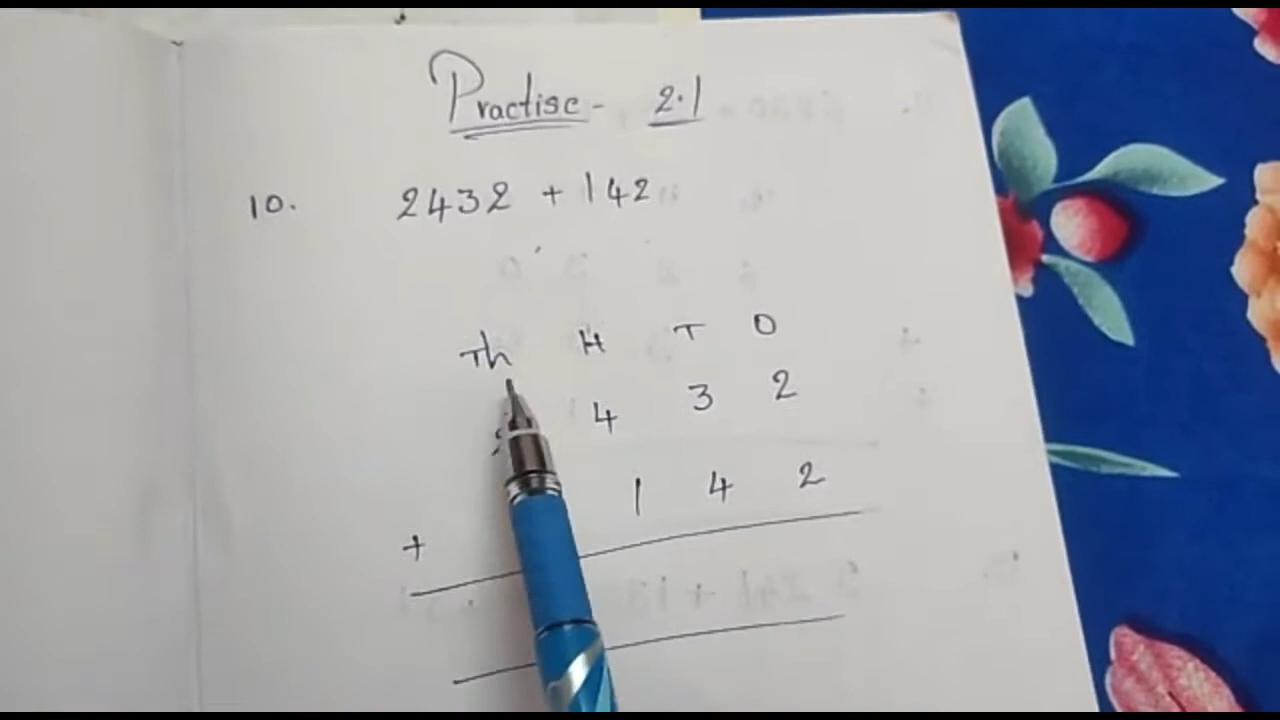 Practise - 2.1
10. 2432 + 142
Th H T O
4 3 2
1 4 2
+